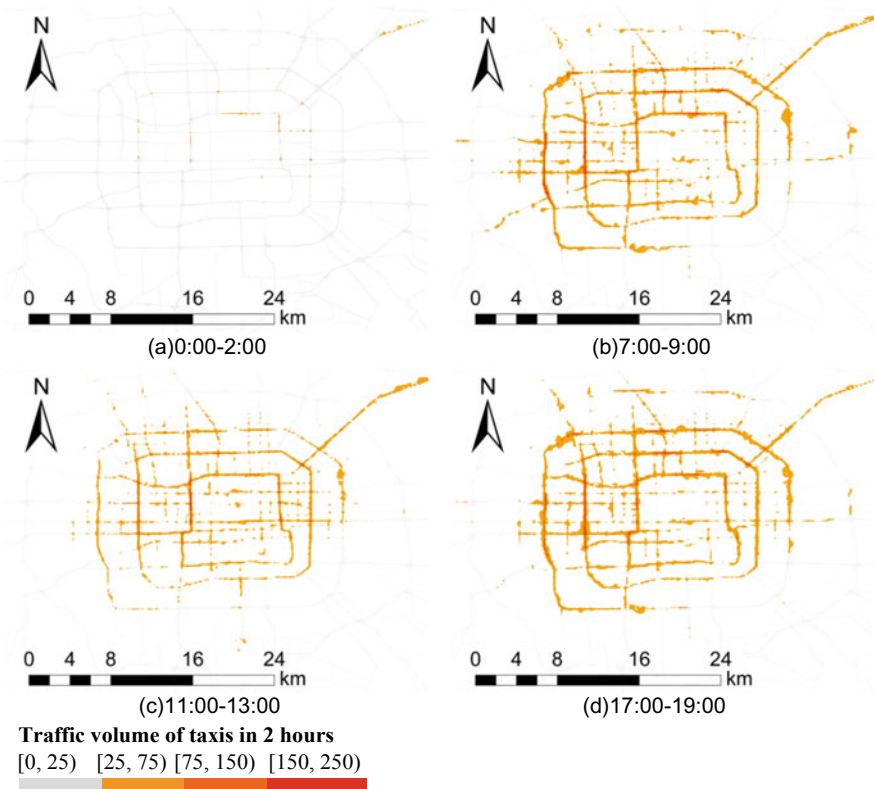 N
N
0 4 8 16 24
km
0 4 8 16 24
km
(a)0:00-2:00
(b)7:00-9:00
N
N
0 4 8 16 24
km
0 4 8 16 24
km
(c)11:00-13:00
(d)17:00-19:00
Traffic volume of taxis in 2 hours
[0, 25) [25, 75) [75, 150) [150, 250)